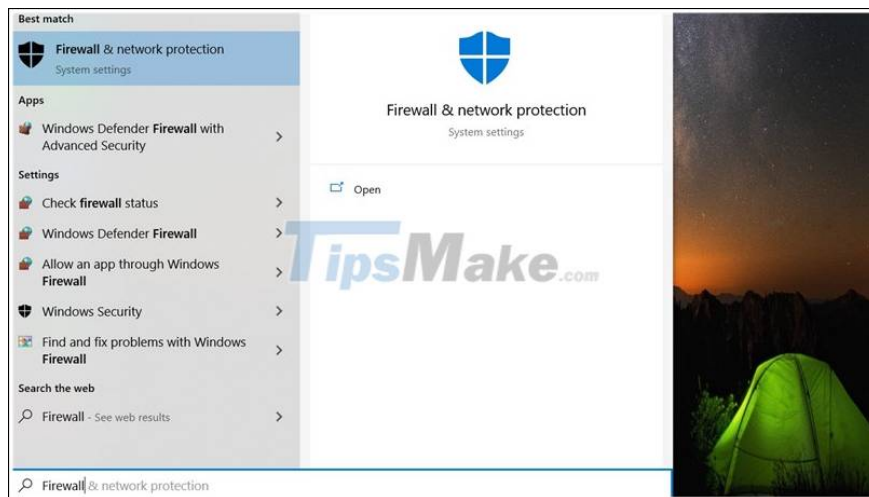 Best match
Firewall & network protection
System settings
Apps
Windows Defender Firewall with
Advanced Security
Settings
Check firewall status
Windows Defender Firewall
Allow an app through Windows
Firewall
Windows Security
Find and fix problems with Windows
Firewall
Search the web
Firewall - See web results
Firewall & network protection
Firewall & network protection
System settings
Open
TipsMake.com